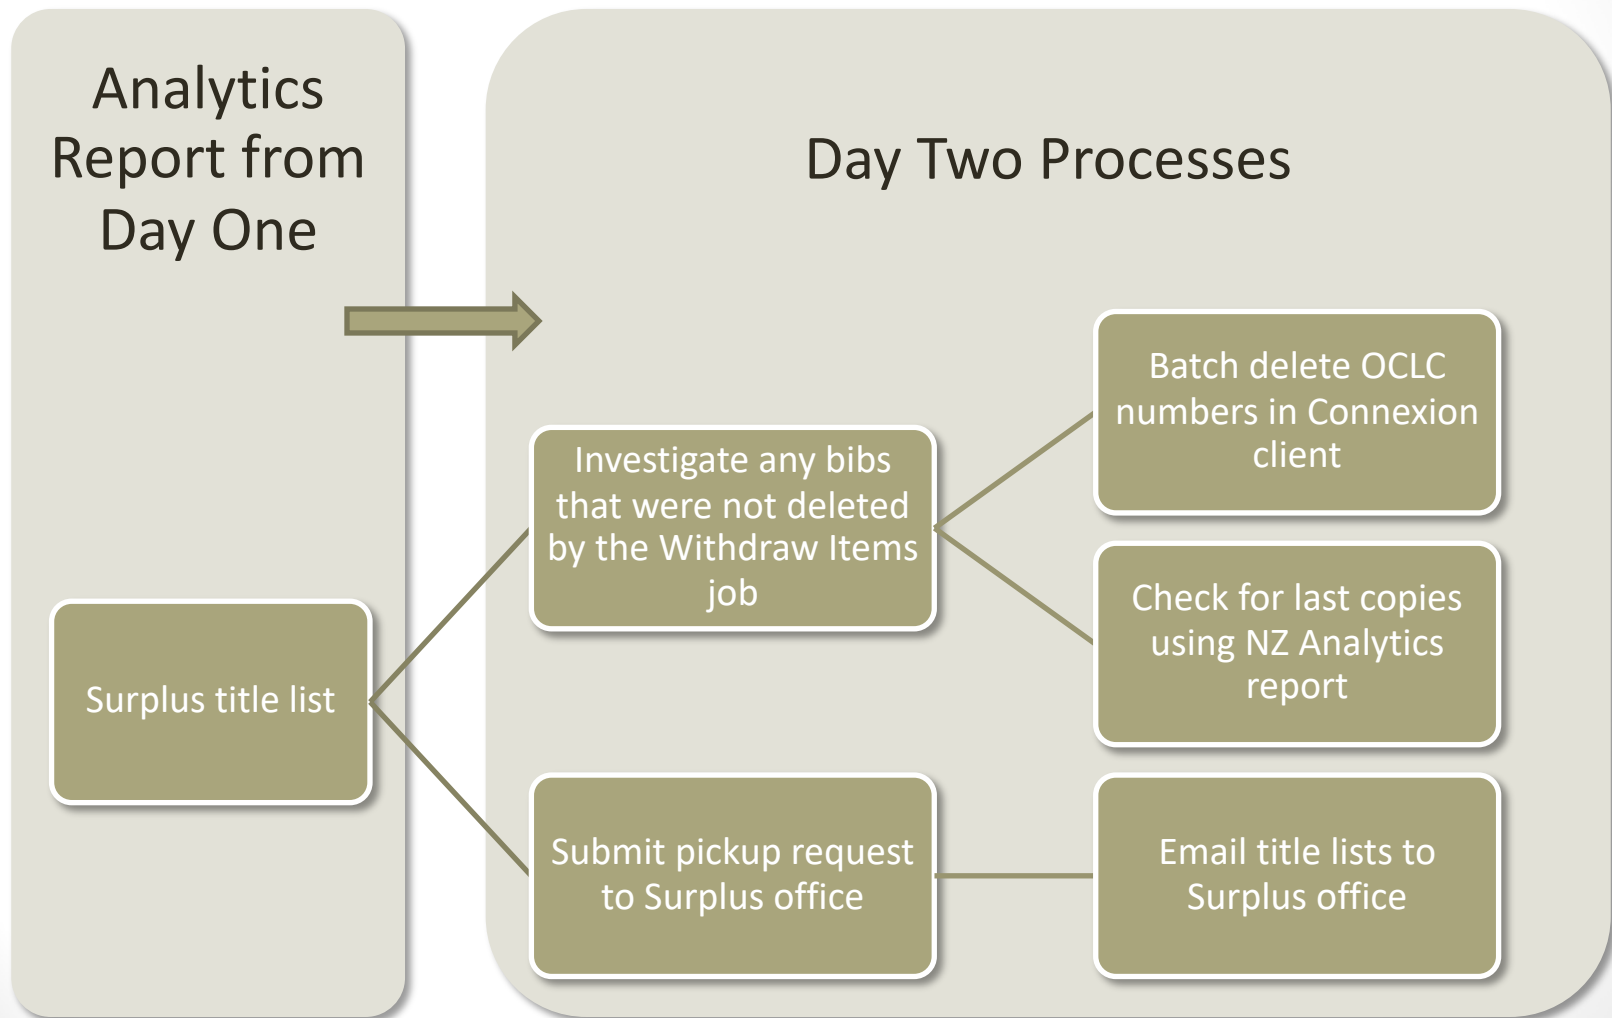 Analytics
Report from
Day One
Day Two Processes
Surplus title list
Investigate any bibs
that were not deleted
by the Withdraw Items
job
Submit pickup request
to Surplus office
Batch delete OCLC
numbers in Connexion
client
Check for last copies
using NZ Analytics
report
Email title lists to
Surplus office